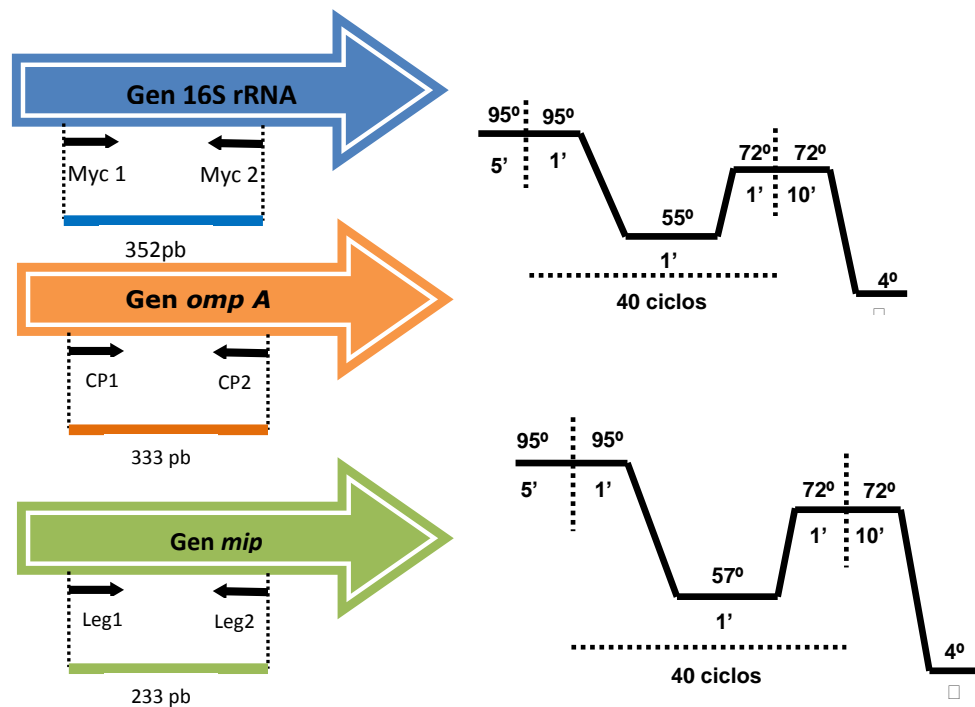 Gen 16S rRNA
Myc 1 Myc 2
352pb
Gen omp A
CP1 CP2
333 pb
Gen mip
Leg1 Leg2
233 pb
95º 95º
5’ 1’
72º 72º
1’ 10’
55º
1’
4º
40 ciclos
95º 95º
5’ 1’
72º 72º
1’ 10’
57º
1’
4º
40 ciclos